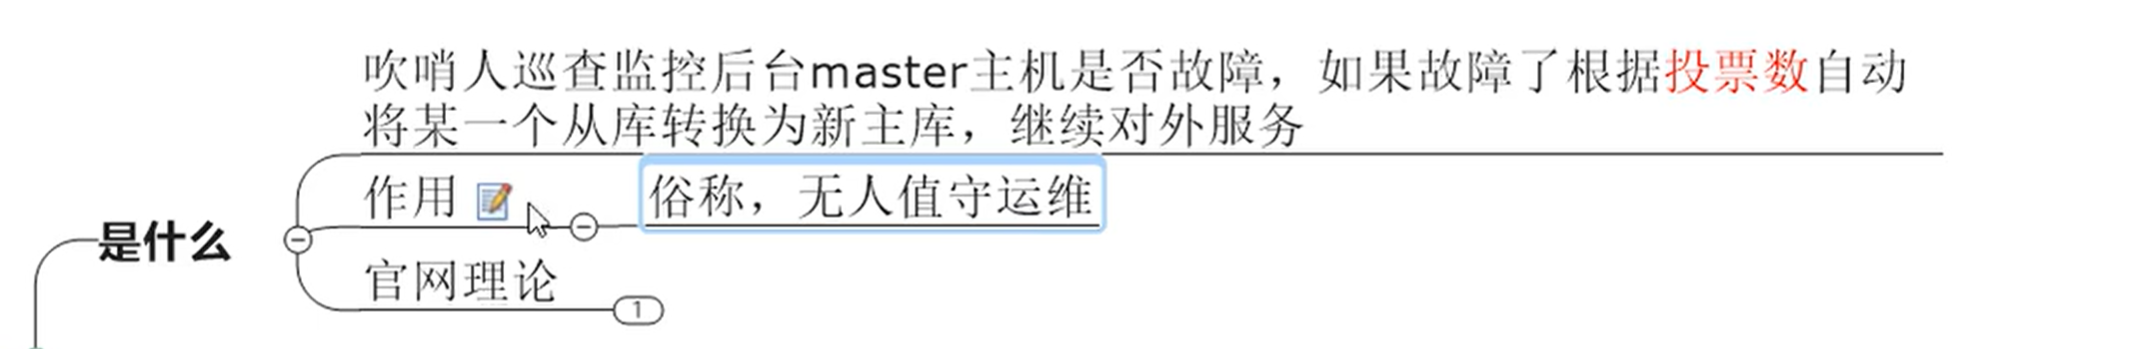 吹哨人巡查监控后台master主机是否故障，如果故障了根据投票数自动
将某一个从库转换为新主库，继续对外服务
作用
俗称，无人值守运维
是什么
官网理论
1